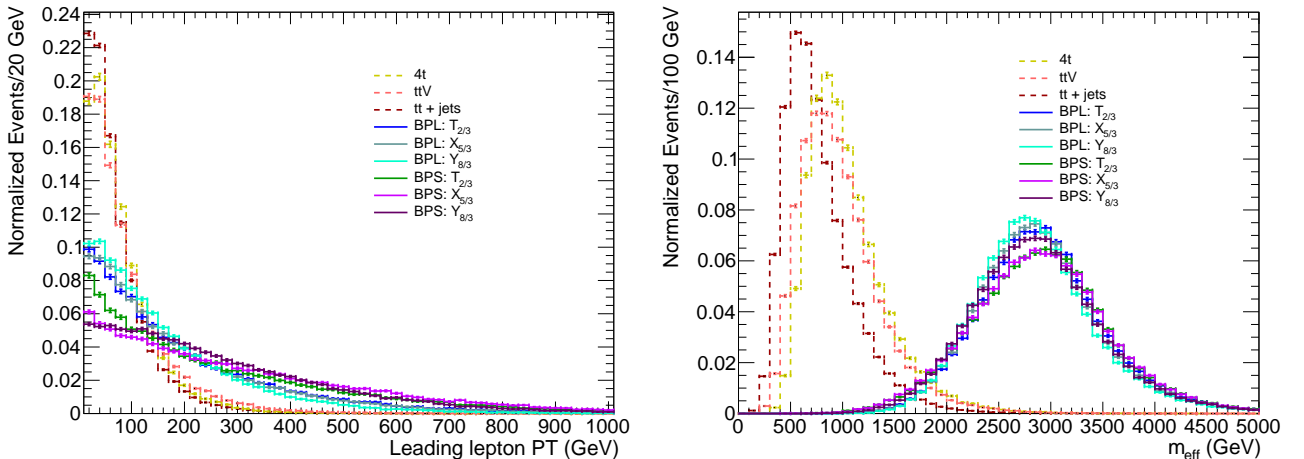 Normalized Events/20 GeV
0.24
0.22
0.2
0.18
0.16
0.14
0.12
0.1
0.08
0.06
0.04
0.02
0
4t
ttV
tt + jets
BPL: T2/3
BPL: X5/3
BPL: Y8/3
BPS: T2/3
BPS: X5/3
BPS: Y8/3
100 200 300 400 500 600 700 800 900 1000
Leading lepton PT (GeV)
Normalized Events/100 GeV
0.14
0.12
0.1
0.08
0.06
0.04
0.02
0
4t
ttV
tt + jets
BPL: T2/3
BPL: X5/3
BPL: Y8/3
BPS: T2/3
BPS: X5/3
BPS: Y8/3
0 500 1000 1500 2000 2500 3000 3500 4000 4500 5000
meff (GeV)